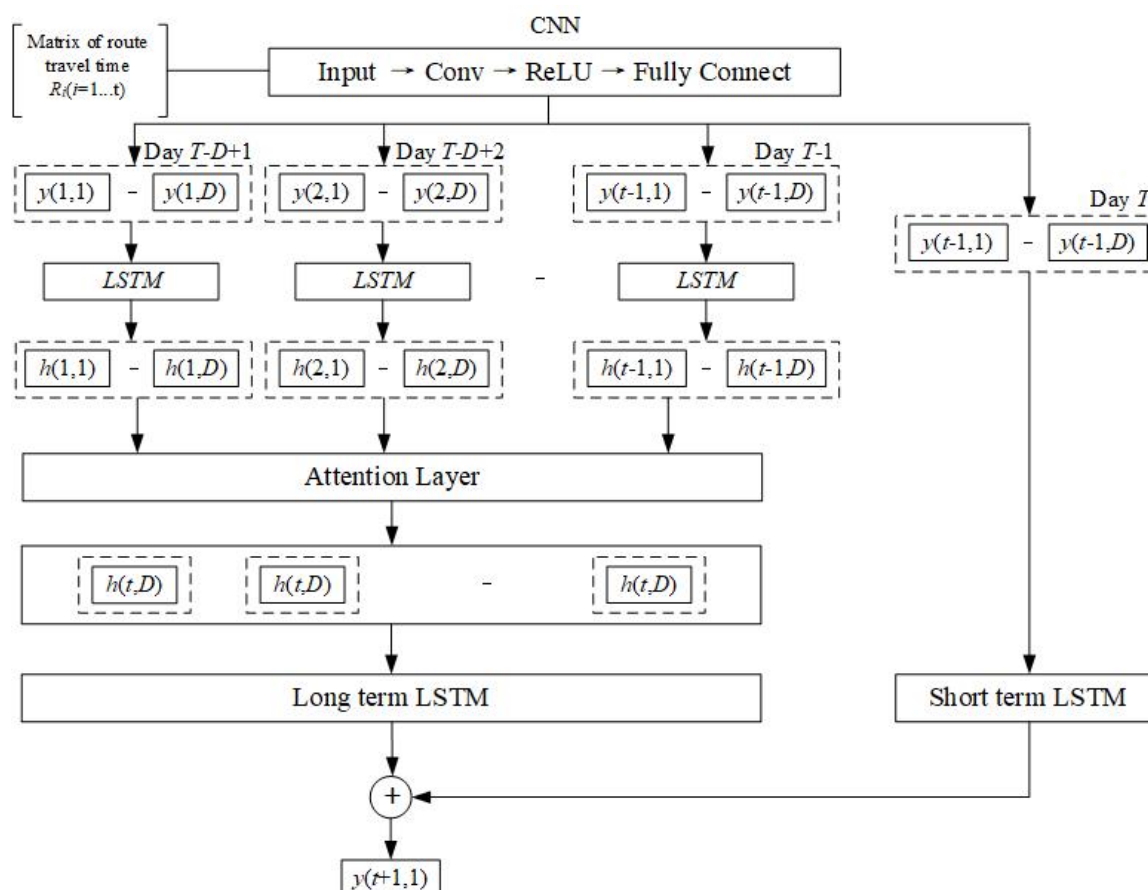 CNN
Matrix of route
travel time
Rᵢ(i=1...t)
Input → Conv → ReLU → Fully Connect
Day T-D+1
Day T-D+2
Day T-1
y(1,1) - y(1,D)
y(2,1) - y(2,D)
y(t-1,1) - y(t-1,D)
Day T
y(t-1,1) - y(t-1,D)
LSTM
LSTM
-
LSTM
h(1,1) - h(1,D)
h(2,1) - h(2,D)
h(t-1,1) - h(t-1,D)
Attention Layer
h(t,D)
h(t,D)
-
h(t,D)
Long term LSTM
Short term LSTM
+
y(t+1,1)